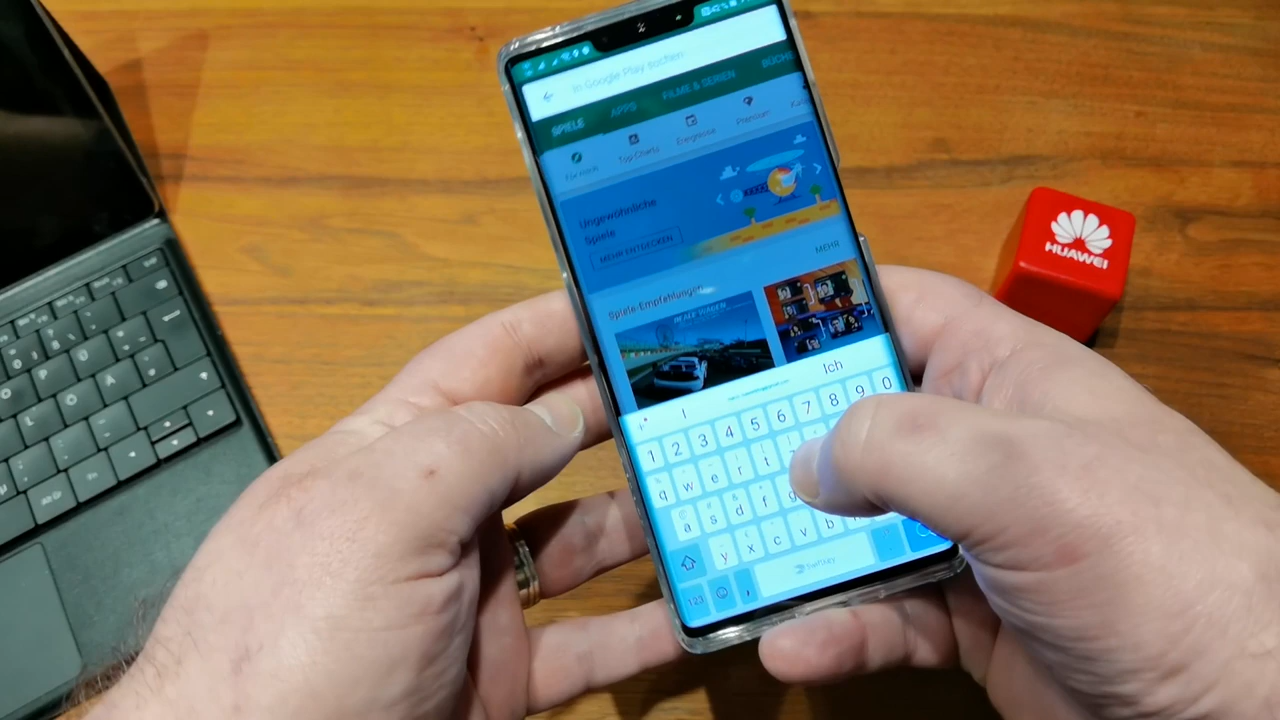 in Google Play suchen
SPIELE APPS FILME & SERIEN BÜCH
Für mich Top-Charts Ereignisse Premium
Ungewöhnliche
Spiele
MEHR ENTDECKEN
MEHR
Spiele-Empfehlungen
I Ich
1 2 3 4 5 6 7 8 9 0
q w e r t
a s d f g
y x c v b
123 , SwiftKey
HUAWEI